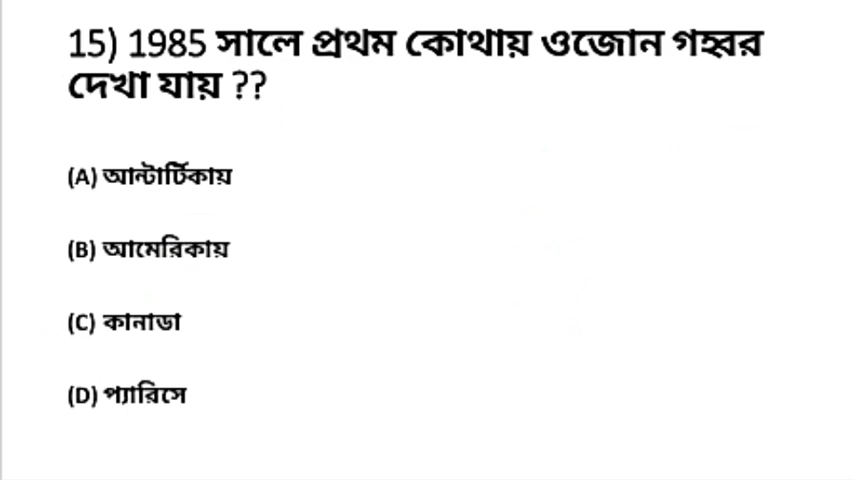 15) 1985 সালে প্রথম কোথায় ওজোন গহ্বর
দেখা যায় ??
(A) আন্টার্টিকায়
(B) আমেরিকায়
(C) কানাডা
(D) প্যারিসে